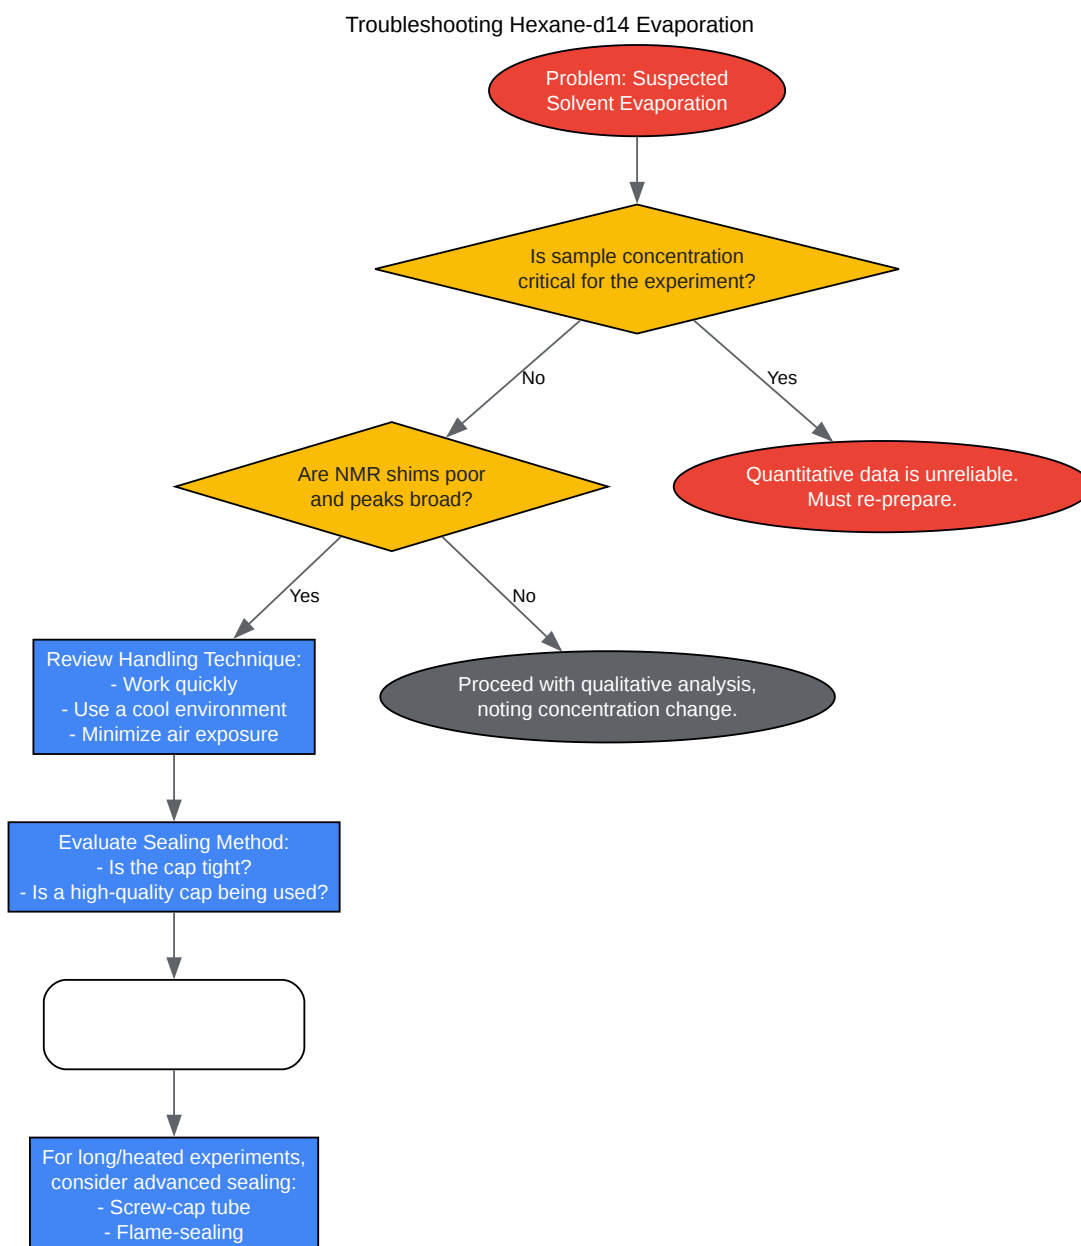 Troubleshooting Hexane-d14 Evaporation
Problem: Suspected
Solvent Evaporation
Is sample concentration
critical for the experiment?
No
Yes
Are NMR shims poor
and peaks broad?
Quantitative data is unreliable.
Must re-prepare.
Yes
No
Review Handling Technique:
- Work quickly
- Use a cool environment
- Minimize air exposure
Proceed with qualitative analysis,
noting concentration change.
Evaluate Sealing Method:
- Is the cap tight?
- Is a high-quality cap being used?
For long/heated experiments,
consider advanced sealing:
- Screw-cap tube
- Flame-sealing